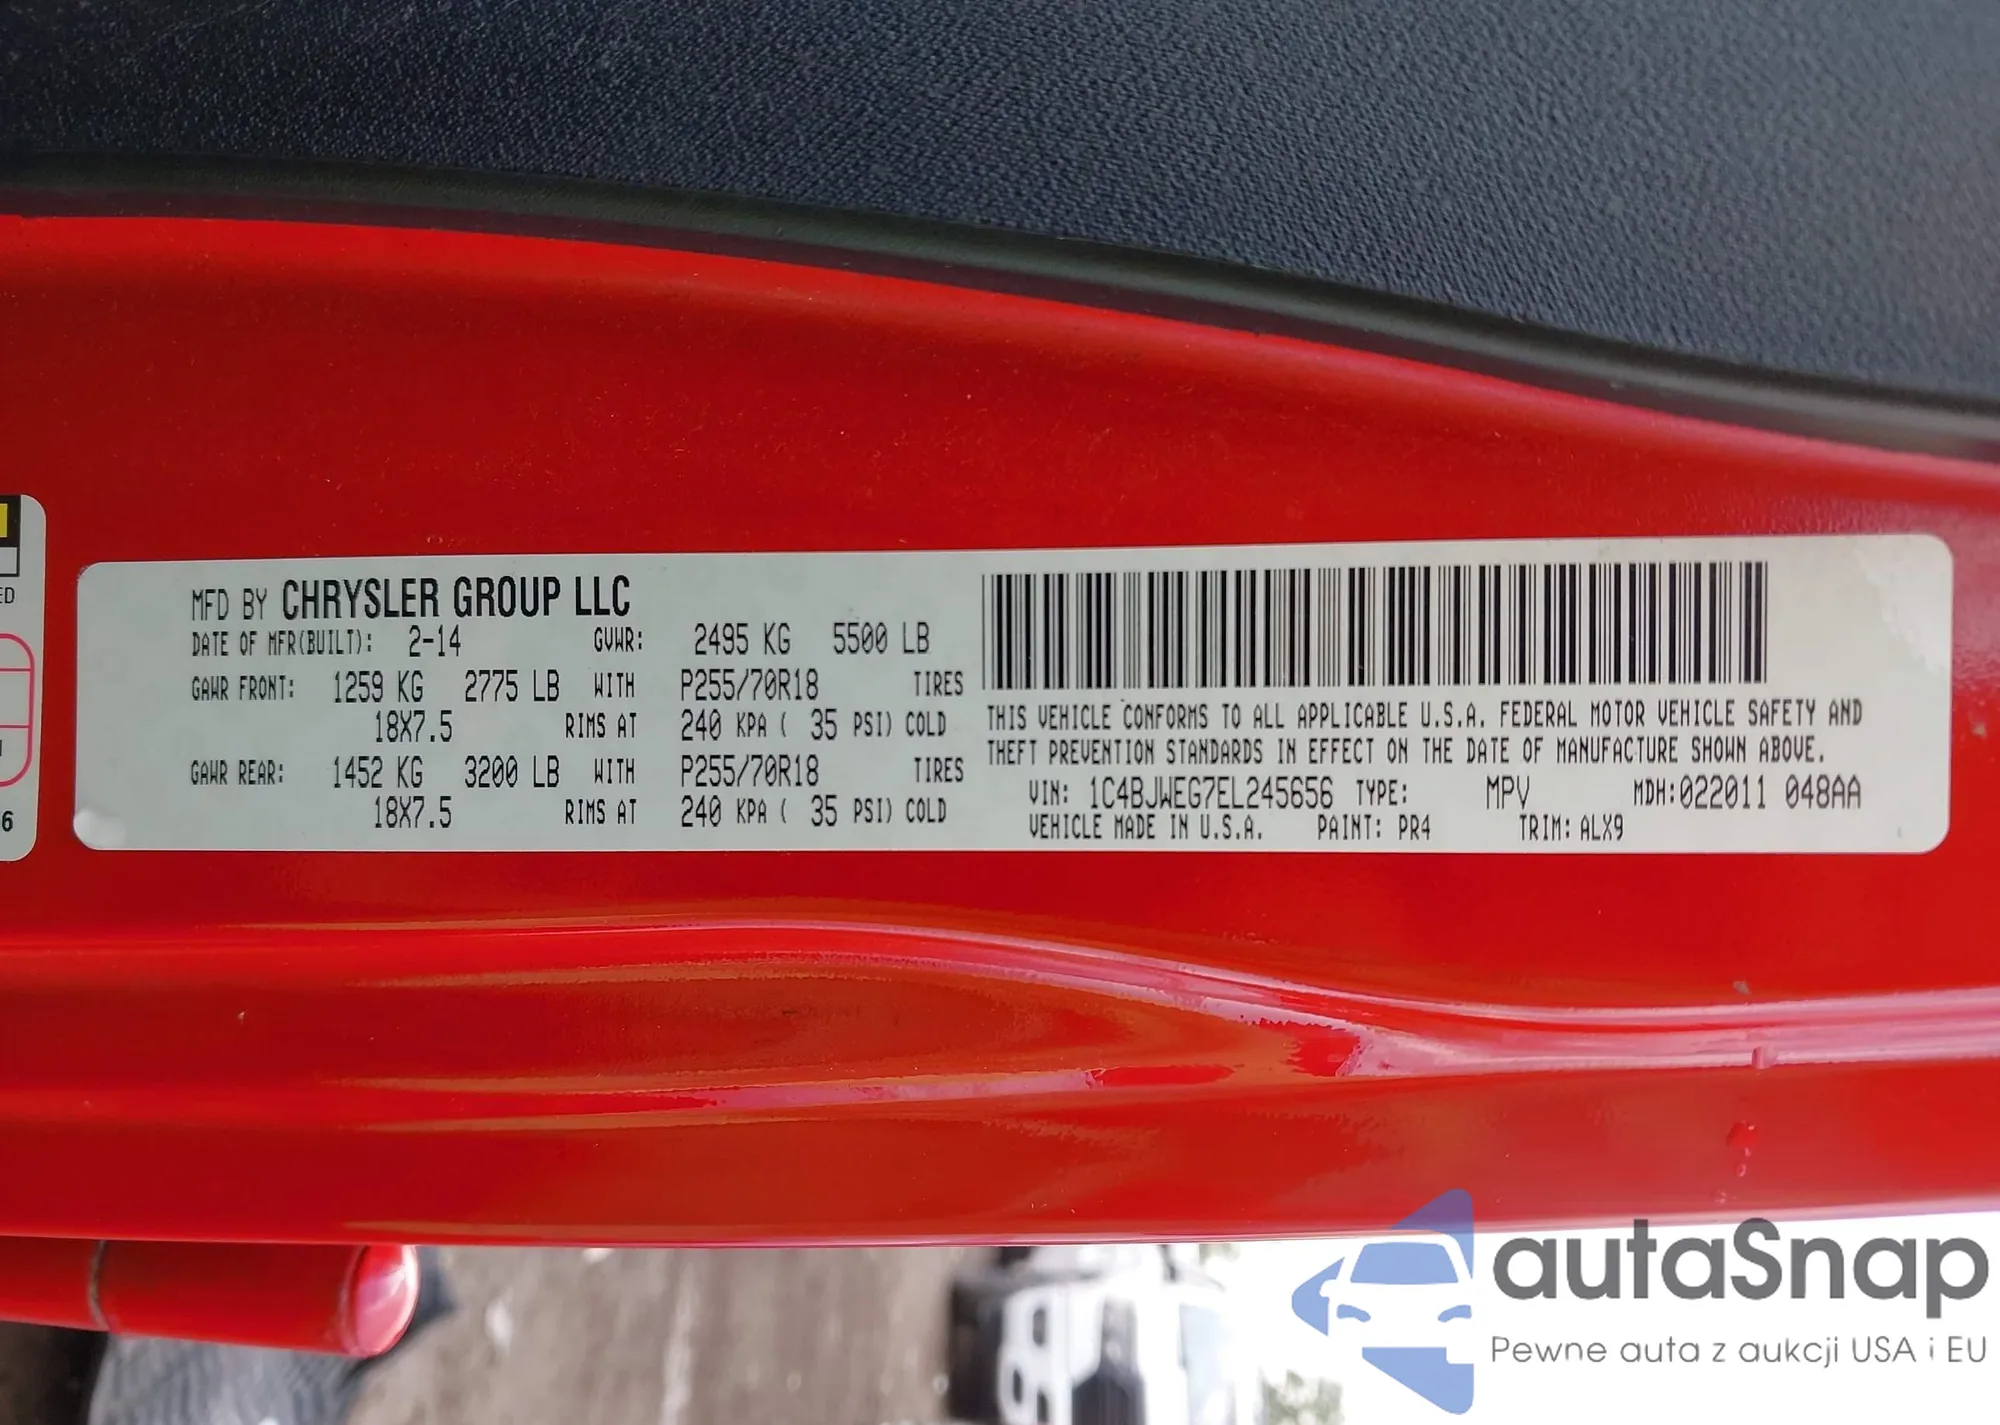 MFD BY CHRYSLER GROUP LLC
DATE OF MFR(BUILT): 2-14 GVWR: 2495 KG 5500 LB
GAWR FRONT: 1259 KG 2775 LB WITH P255/70R18 TIRES
18X7.5 RIMS AT 240 KPA ( 35 PSI) COLD
GAWR REAR: 1452 KG 3200 LB WITH P255/70R18 TIRES
18X7.5 RIMS AT 240 KPA ( 35 PSI) COLD
THIS VEHICLE CONFORMS TO ALL APPLICABLE U.S.A. FEDERAL MOTOR VEHICLE SAFETY AND
THEFT PREVENTION STANDARDS IN EFFECT ON THE DATE OF MANUFACTURE SHOWN ABOVE.
VIN: 1C4BJWEG7EL245656 TYPE: MPV MDH:022011 048AA
VEHICLE MADE IN U.S.A. PAINT: PR4 TRIM: ALX9
ED
6
autaSnap
Pewne auta z aukcji USA i EU